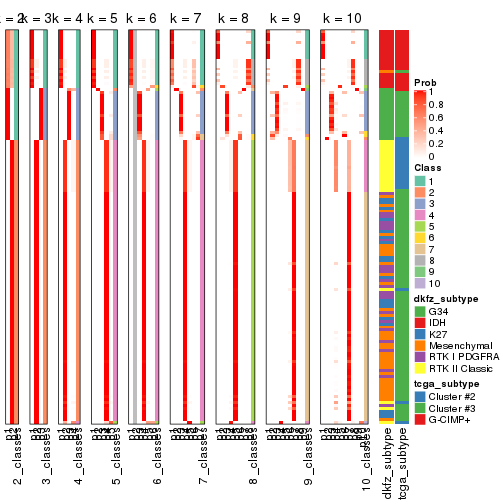 k = 2 k = 3 k = 4 k = 5 k = 6 k = 7 k = 8 k = 9 k = 10
Prob
1
0.8
0.6
0.4
0.2
0
Class
1
2
3
4
5
6
7
8
9
10
dkfz_subtype
G34
IDH
K27
Mesenchymal
RTK I PDGFRA
RTK II Classic
tcga_subtype
Cluster #2
Cluster #3
G-CIMP+
2_classes
3_classes
4_classes
5_classes
6_classes
7_classes
8_classes
9_classes
10_classes
dkfz_subtype
tcga_subtype